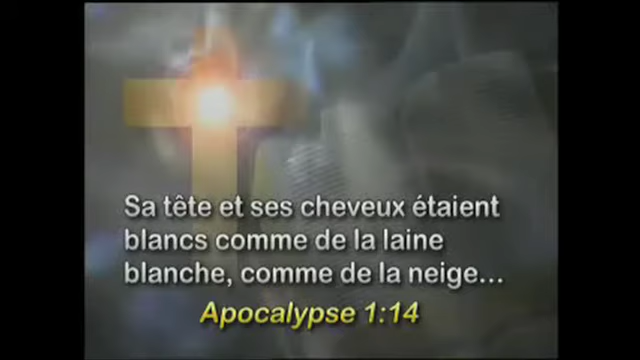 Sa tête et ses cheveux étaient
blancs comme de la laine
blanche, comme de la neige...
Apocalypse 1:14